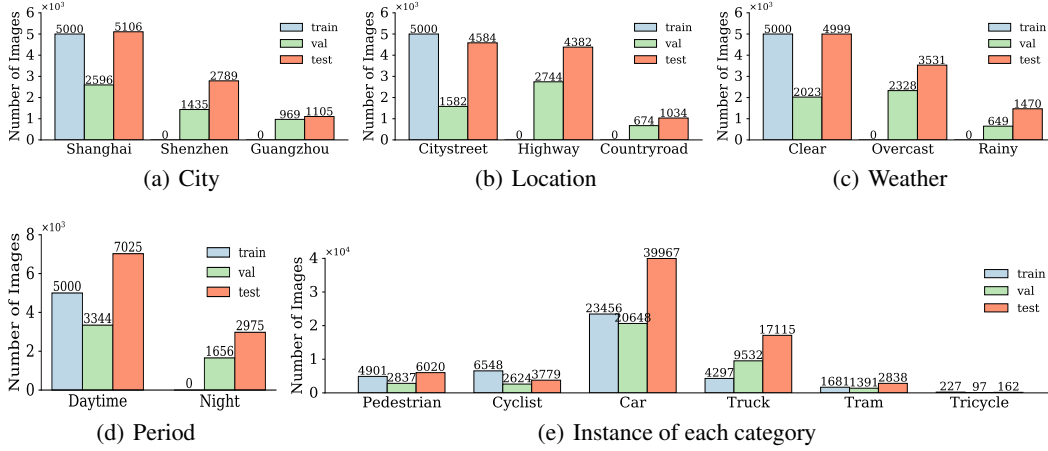 ×10³
6
5
4
3
2
1
0
Number of Images
5000
2596
5106
0
1435
2789
0
969
1105
train
val
test
Shanghai
Shenzhen
Guangzhou
(a) City
×10³
6
5
4
3
2
1
0
Number of Images
5000
1582
4584
0
2744
4382
0
674
1034
train
val
test
Citystreet
Highway
Countryroad
(b) Location
×10³
6
5
4
3
2
1
0
Number of Images
5000
2023
4999
0
2328
3531
0
649
1470
train
val
test
Clear
Overcast
Rainy
(c) Weather
×10³
8
6
4
2
0
Number of Images
5000
3344
7025
0
1656
2975
train
val
test
Daytime
Night
(d) Period
×10⁴
4
3
2
1
0
Number of Images
4901
2837
6020
6548
2624
3779
23456
20648
39967
4297
9532
17115
1681
1391
2838
227
97
162
train
val
test
Pedestrian
Cyclist
Car
Truck
Tram
Tricycle
(e) Instance of each category